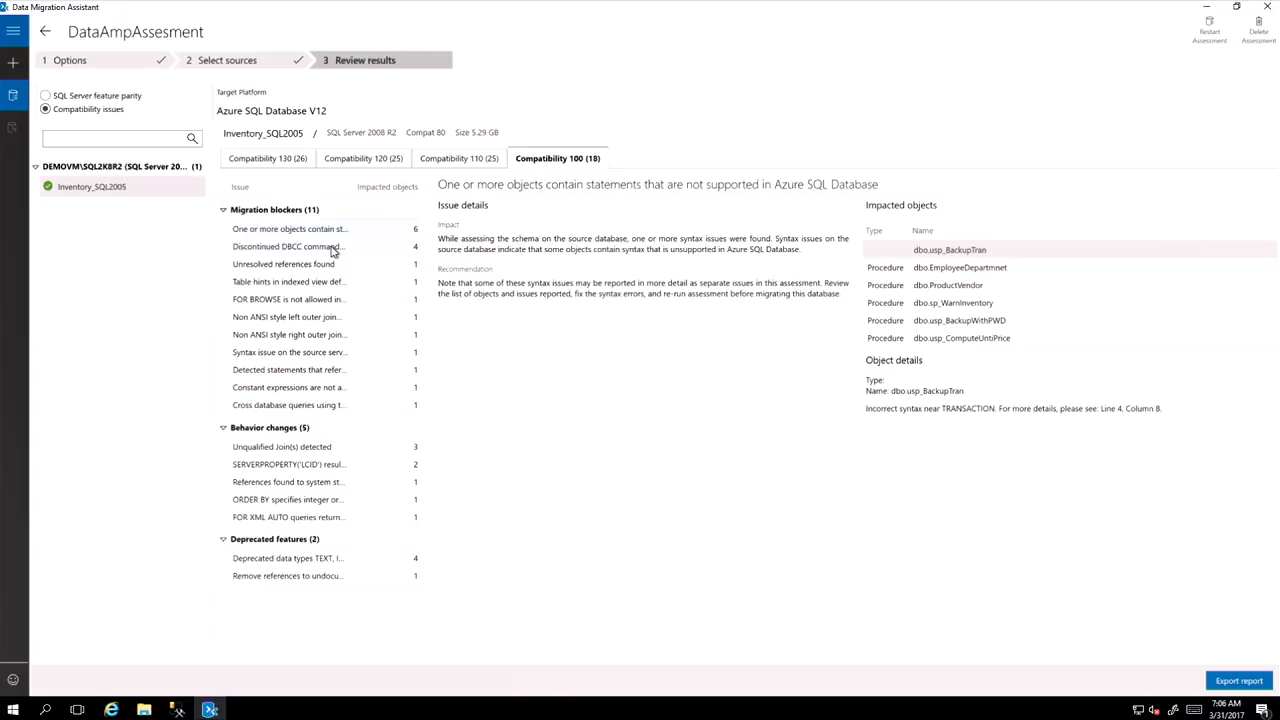 Data Migration Assistant
DataAmpAssesment
Restart Assessment
Delete Assessment
1 Options
2 Select sources
3 Review results
SQL Server feature parity
Compatibility issues
DEMOVM\SQL2K8R2 (SQL Server 20... (1)
Inventory_SQL2005
Target Platform
Azure SQL Database V12
Inventory_SQL2005 / SQL Server 2008 R2 Compat 80 Size 5.29 GB
Compatibility 130 (26)
Compatibility 120 (25)
Compatibility 110 (25)
Compatibility 100 (18)
Issue Impacted objects
Migration blockers (11)
One or more objects contain st... 6
Discontinued DBCC command... 4
Unresolved references found 1
Table hints in indexed view def... 1
FOR BROWSE is not allowed in... 1
Non ANSI style left outer join... 1
Non ANSI style right outer join... 1
Syntax issue on the source serv... 1
Detected statements that refer... 1
Constant expressions are not a... 1
Cross database queries using t... 1
Behavior changes (5)
Unqualified Join(s) detected 3
SERVERPROPERTY('LCID') resul... 2
References found to system st... 1
ORDER BY specifies integer or... 1
FOR XML AUTO queries return... 1
Deprecated features (2)
Deprecated data types TEXT, I... 4
Remove references to undocu... 1
One or more objects contain statements that are not supported in Azure SQL Database
Issue details
Impact
While assessing the schema on the source database, one or more syntax issues were found. Syntax issues on the
source database indicate that some objects contain syntax that is unsupported in Azure SQL Database.
Recommendation
Note that some of these syntax issues may be reported in more detail as separate issues in this assessment. Review
the list of objects and issues reported, fix the syntax errors, and re-run assessment before migrating this database.
Impacted objects
Type Name
dbo.usp_BackupTran
Procedure dbo.EmployeeDepartmnet
Procedure dbo.ProductVendor
Procedure dbo.sp_WarnInventory
Procedure dbo.usp_BackupWithPWD
Procedure dbo.usp_ComputeUntiPrice
Object details
Type:
Name: dbo.usp_BackupTran
Incorrect syntax near TRANSACTION. For more details, please see: Line 4, Column 8.
Export report
7:06 AM
3/31/2017